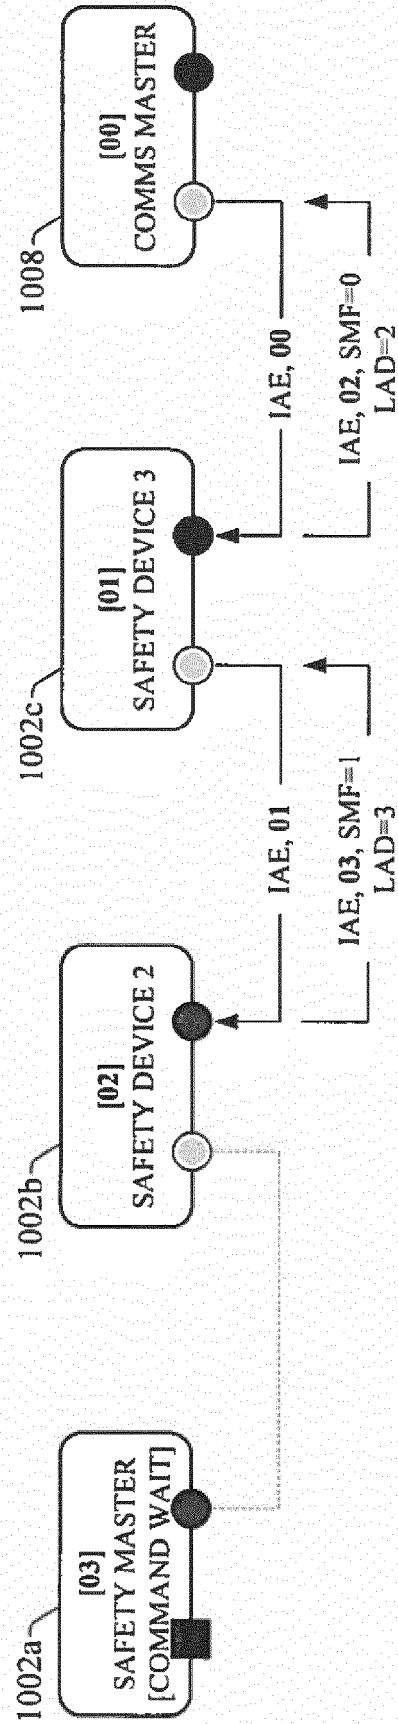 1002a
[03]
SAFETY MASTER
[COMMAND WAIT]
1002b
[02]
SAFETY DEVICE 2
1002c
[01]
SAFETY DEVICE 3
1008
[00]
COMMS MASTER
IAE, 01
IAE, 00
IAE, 03, SMF=1
LAD=3
IAE, 02, SMF=0
LAD=2